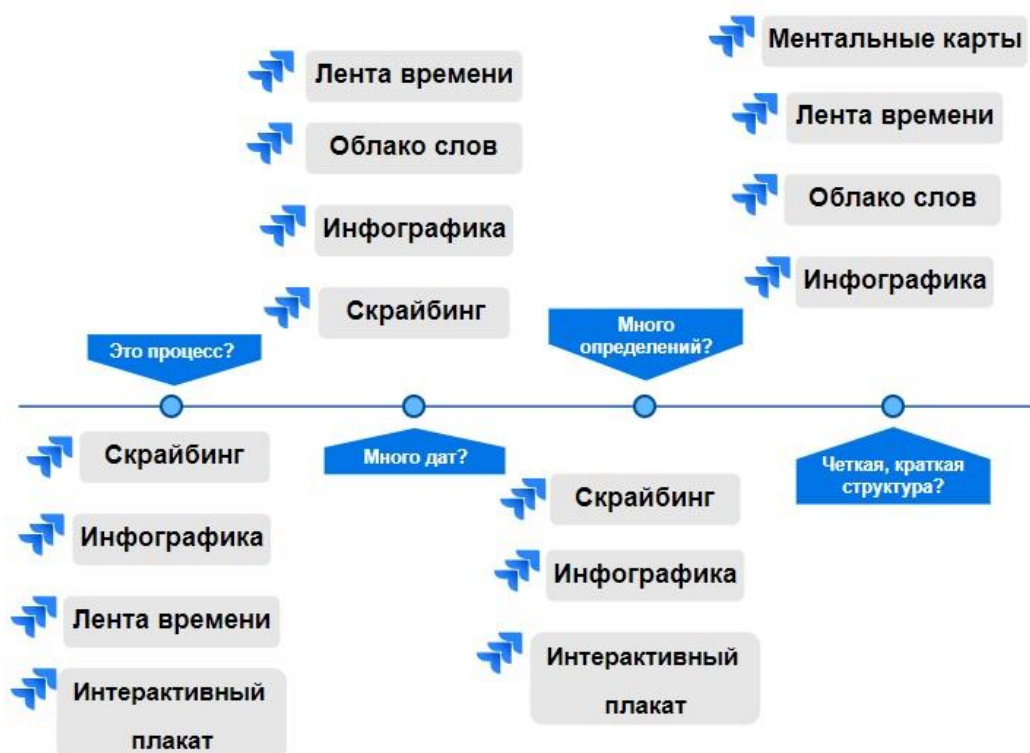 Лента времени
Облако слов
Инфографика
Скрайбинг
Ментальные карты
Лента времени
Облако слов
Инфографика
Это процесс?
Много
определений?
Много дат?
Четкая, краткая
структура?
Скрайбинг
Инфографика
Лента времени
Интерактивный
плакат
Скрайбинг
Инфографика
Интерактивный
плакат